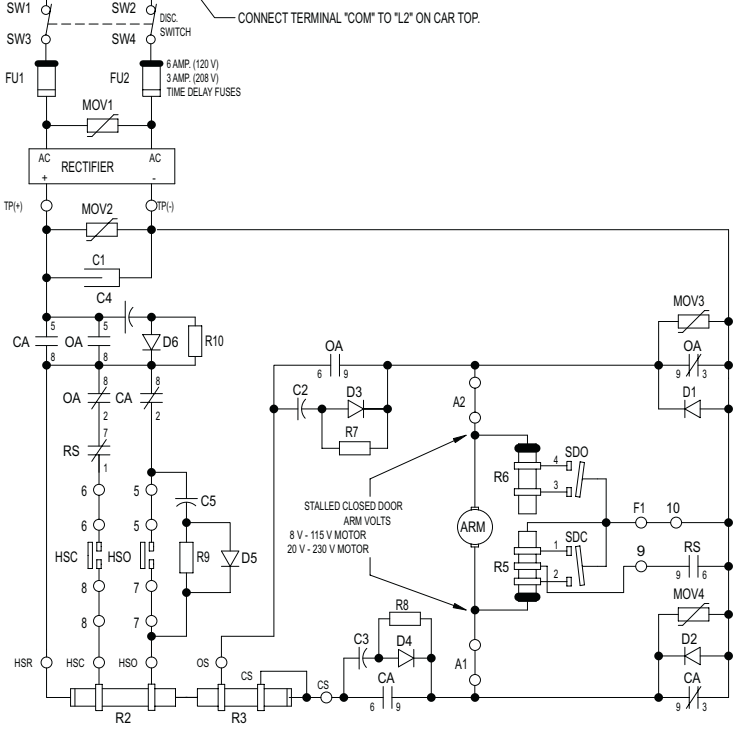 SW1
SW2
DISC.
SWITCH
CONNECT TERMINAL "COM" TO "L2" ON CAR TOP.
SW3
SW4
FU1
FU2
6 AMP. (120 V)
3 AMP. (208 V)
TIME DELAY FUSES
MOV1
AC
AC
RECTIFIER
+
-
TP(+)
TP(-)
MOV2
C1
C4
MOV3
5
5
CA
OA
D6
R10
OA
OA
8
8
6
9
9
3
8
8
C2
D3
A2
D1
OA
CA
2
2
R7
7
RS
1
SDO
R6
4
3
6
5
C5
STALLED CLOSED DOOR
ARM VOLTS
8 V - 115 V MOTOR
20 V - 230 V MOTOR
F1
10
6
5
ARM
SDC
HSC
HSO
R9
D5
R5
1
2
9
RS
9
6
8
7
R8
MOV4
8
7
C3
D4
D2
HSR
HSC
HSO
OS
A1
CS
CS
CA
CA
6
9
9
3
R2
R3